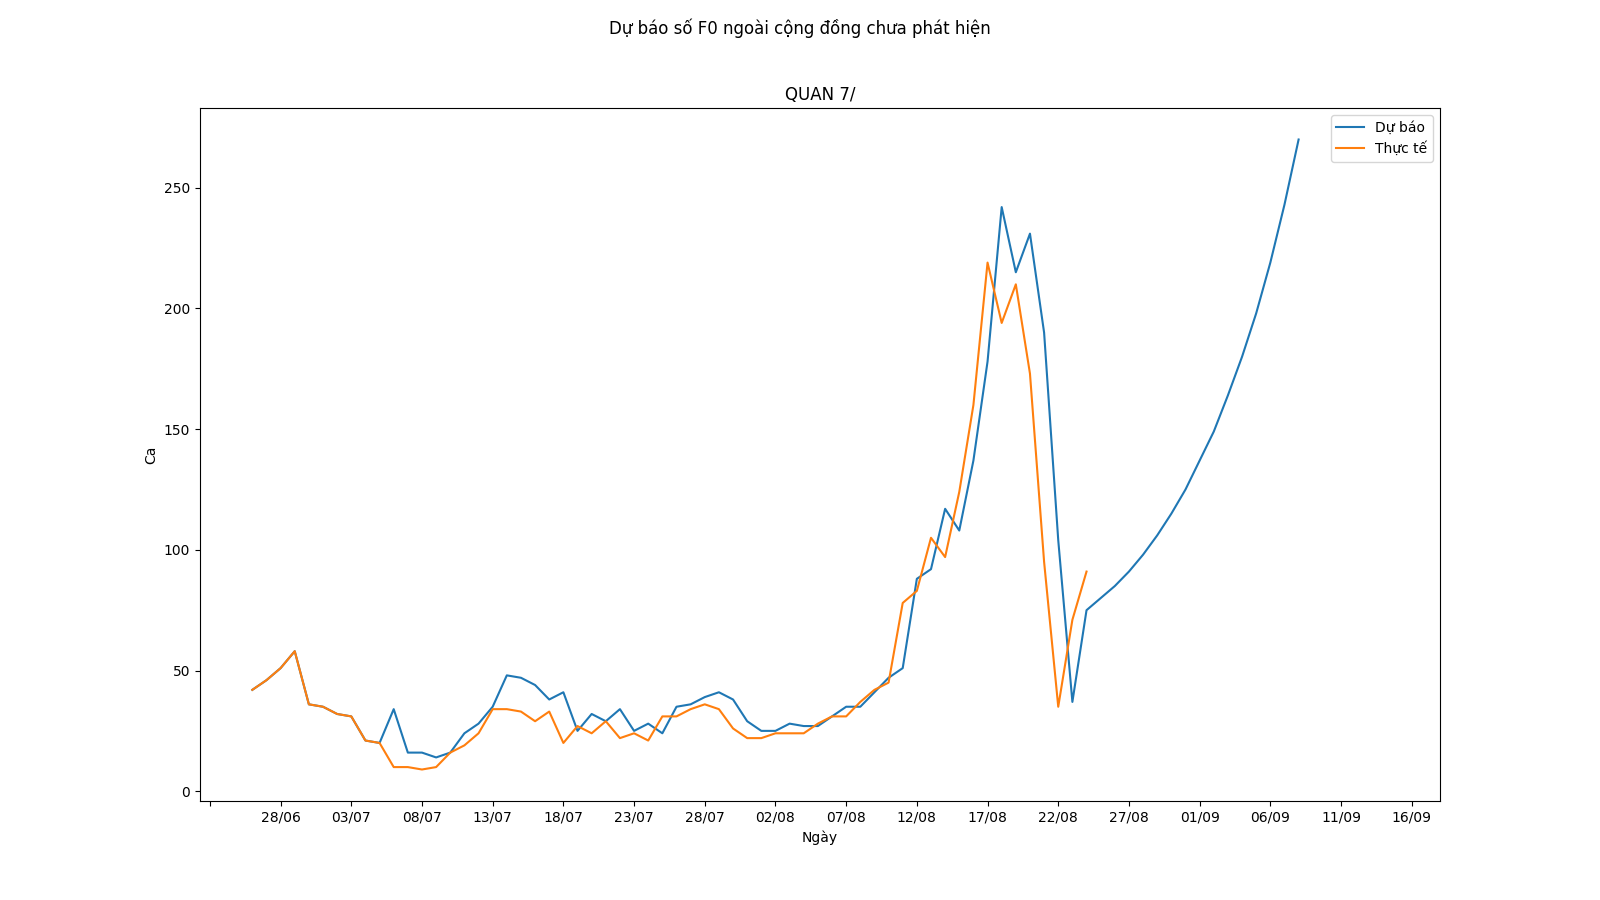 Dự báo số F0 ngoài cộng đồng chưa phát hiện
QUAN 7/
Dự báo
Thực tế
250
200
150
100
50
0
Ca
28/06 03/07 08/07 13/07 18/07 23/07 28/07 02/08 07/08 12/08 17/08 22/08 27/08 01/09 06/09 11/09 16/09
Ngày